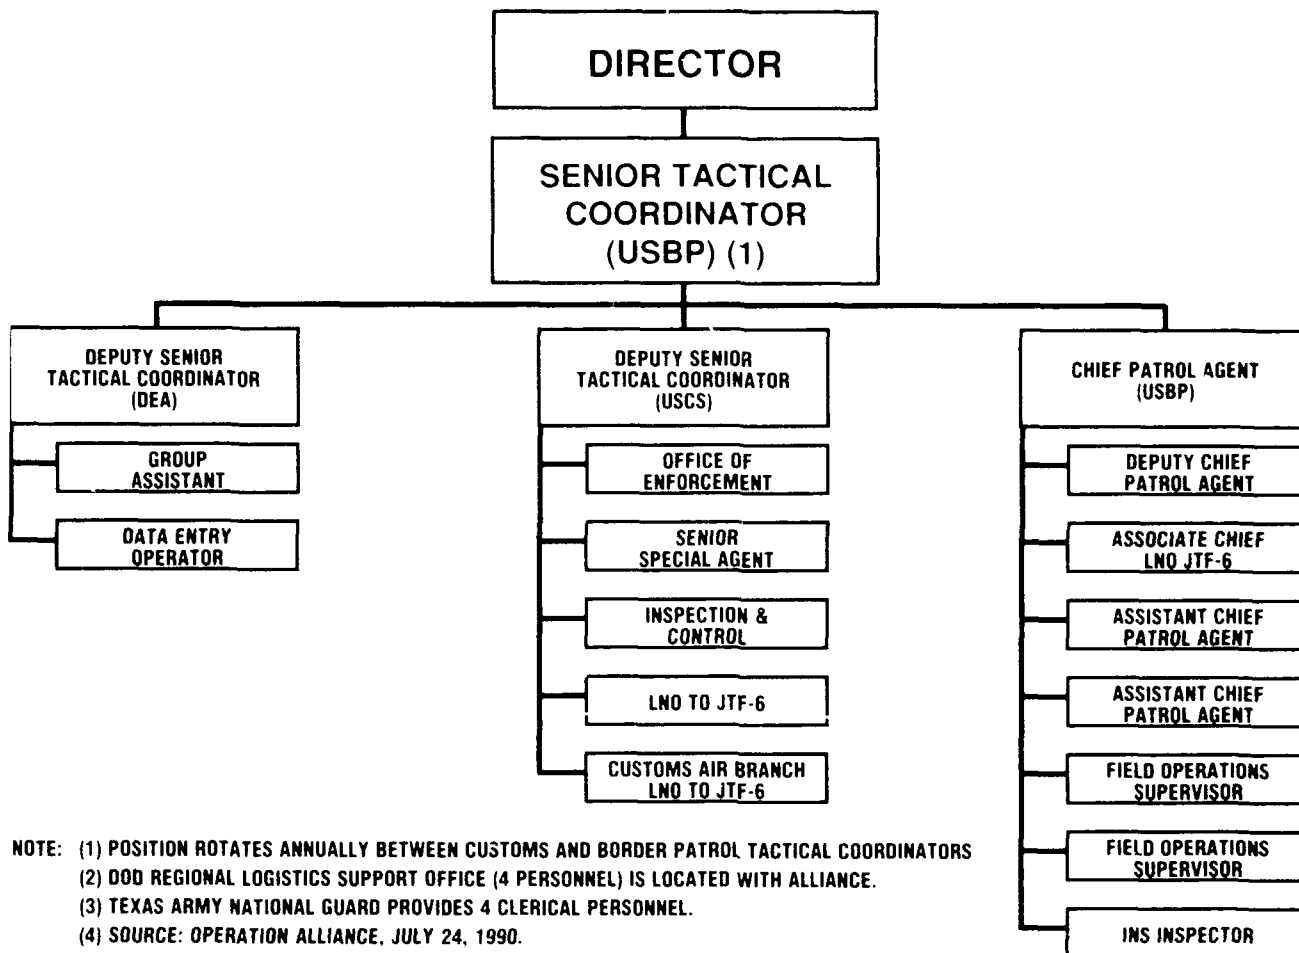 DIRECTOR
SENIOR TACTICAL
COORDINATOR
(USBP) (1)
DEPUTY SENIOR
TACTICAL COORDINATOR
(DEA)
GROUP
ASSISTANT
DATA ENTRY
OPERATOR
DEPUTY SENIOR
TACTICAL COORDINATOR
(USCS)
OFFICE OF
ENFORCEMENT
SENIOR
SPECIAL AGENT
INSPECTION &
CONTROL
LNO TO JTF-6
CUSTOMS AIR BRANCH
LNO TO JTF-6
CHIEF PATROL AGENT
(USBP)
DEPUTY CHIEF
PATROL AGENT
ASSOCIATE CHIEF
LNO JTF-6
ASSISTANT CHIEF
PATROL AGENT
ASSISTANT CHIEF
PATROL AGENT
FIELD OPERATIONS
SUPERVISOR
FIELD OPERATIONS
SUPERVISOR
INS INSPECTOR
NOTE: (1) POSITION ROTATES ANNUALLY BETWEEN CUSTOMS AND BORDER PATROL TACTICAL COORDINATORS
(2) DOD REGIONAL LOGISTICS SUPPORT OFFICE (4 PERSONNEL) IS LOCATED WITH ALLIANCE.
(3) TEXAS ARMY NATIONAL GUARD PROVIDES 4 CLERICAL PERSONNEL.
(4) SOURCE: OPERATION ALLIANCE, JULY 24, 1990.